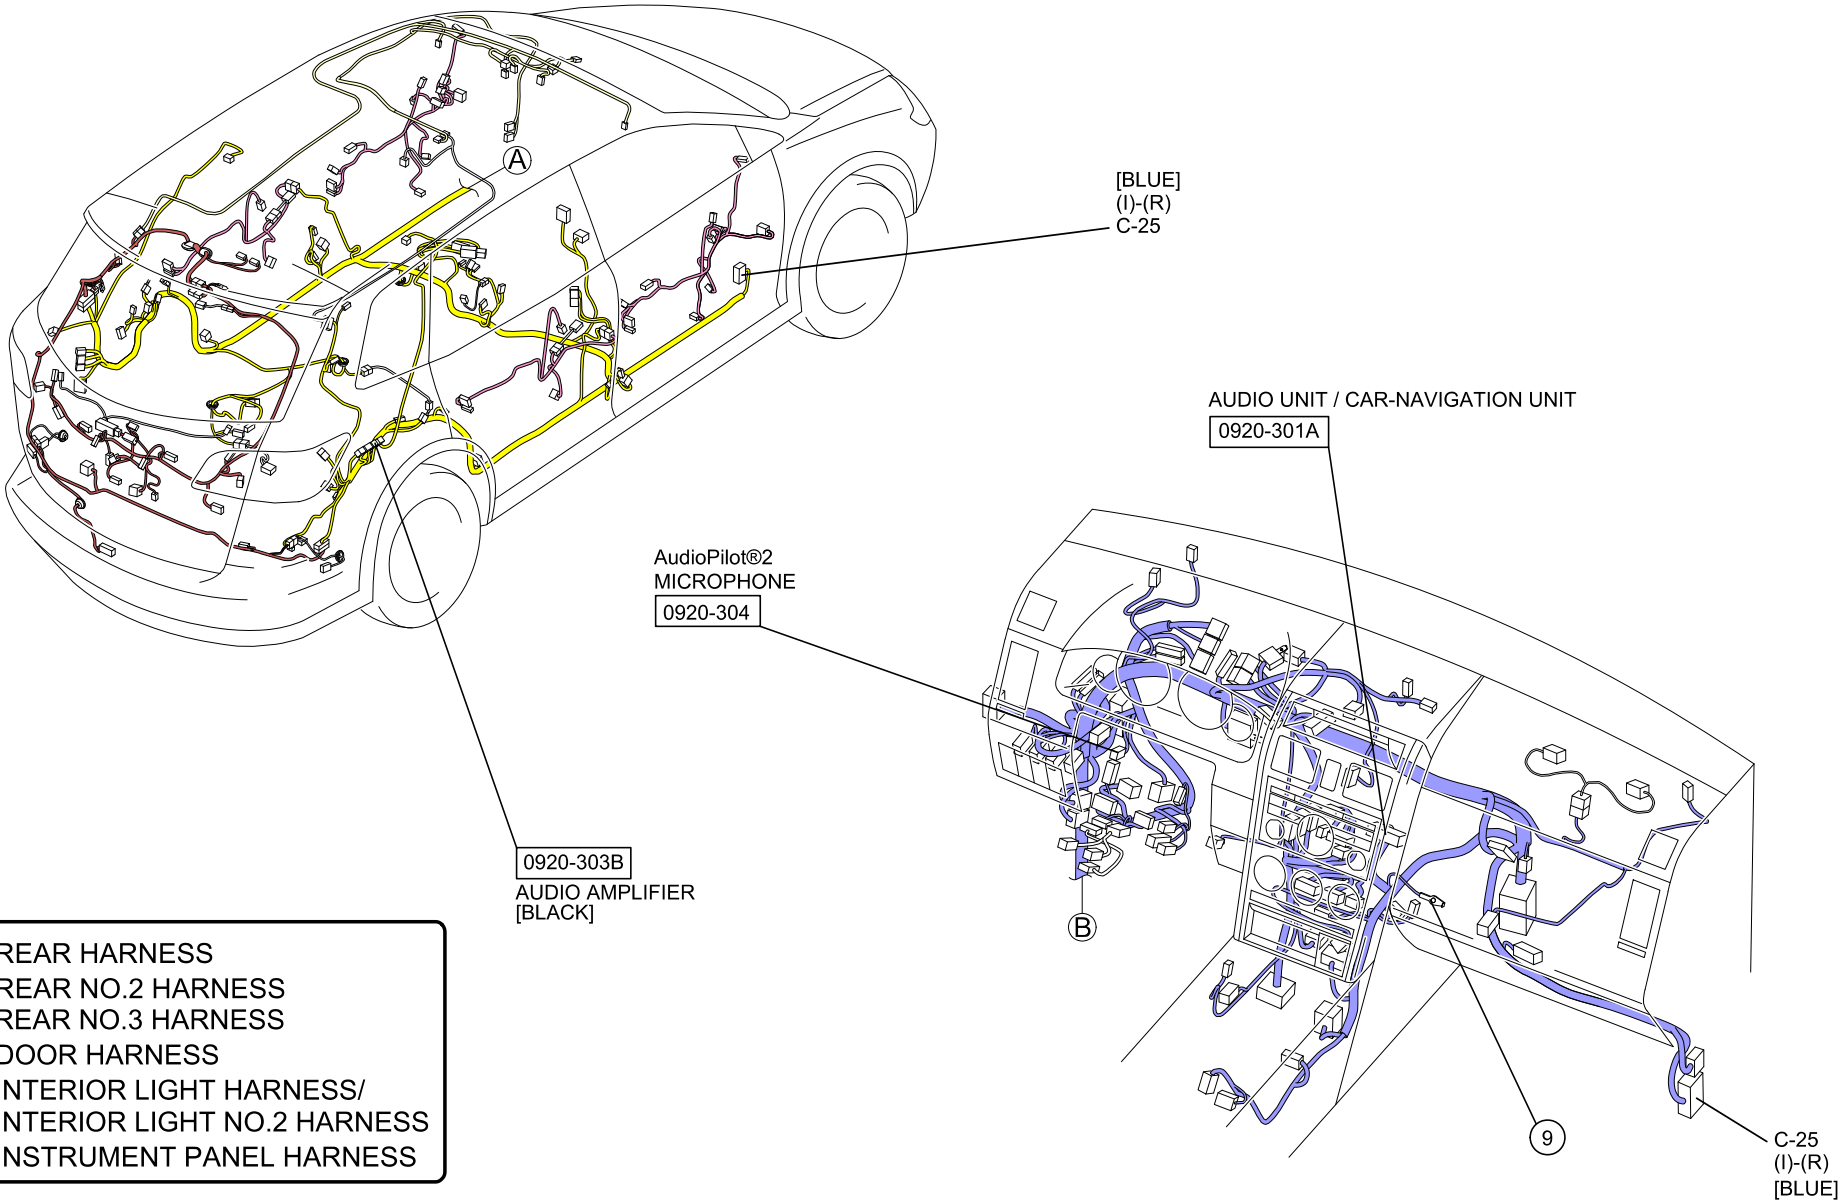 A
[BLUE]
(I)-(R)
C-25
AUDIO UNIT / CAR-NAVIGATION UNIT
0920-301A
AudioPilot®2
MICROPHONE
0920-304
0920-303B
AUDIO AMPLIFIER
[BLACK]
B
9
C-25
(I)-(R)
[BLUE]
REAR HARNESS
REAR NO.2 HARNESS
REAR NO.3 HARNESS
DOOR HARNESS
NTERIOR LIGHT HARNESS/
NTERIOR LIGHT NO.2 HARNESS
NSTRUMENT PANEL HARNESS